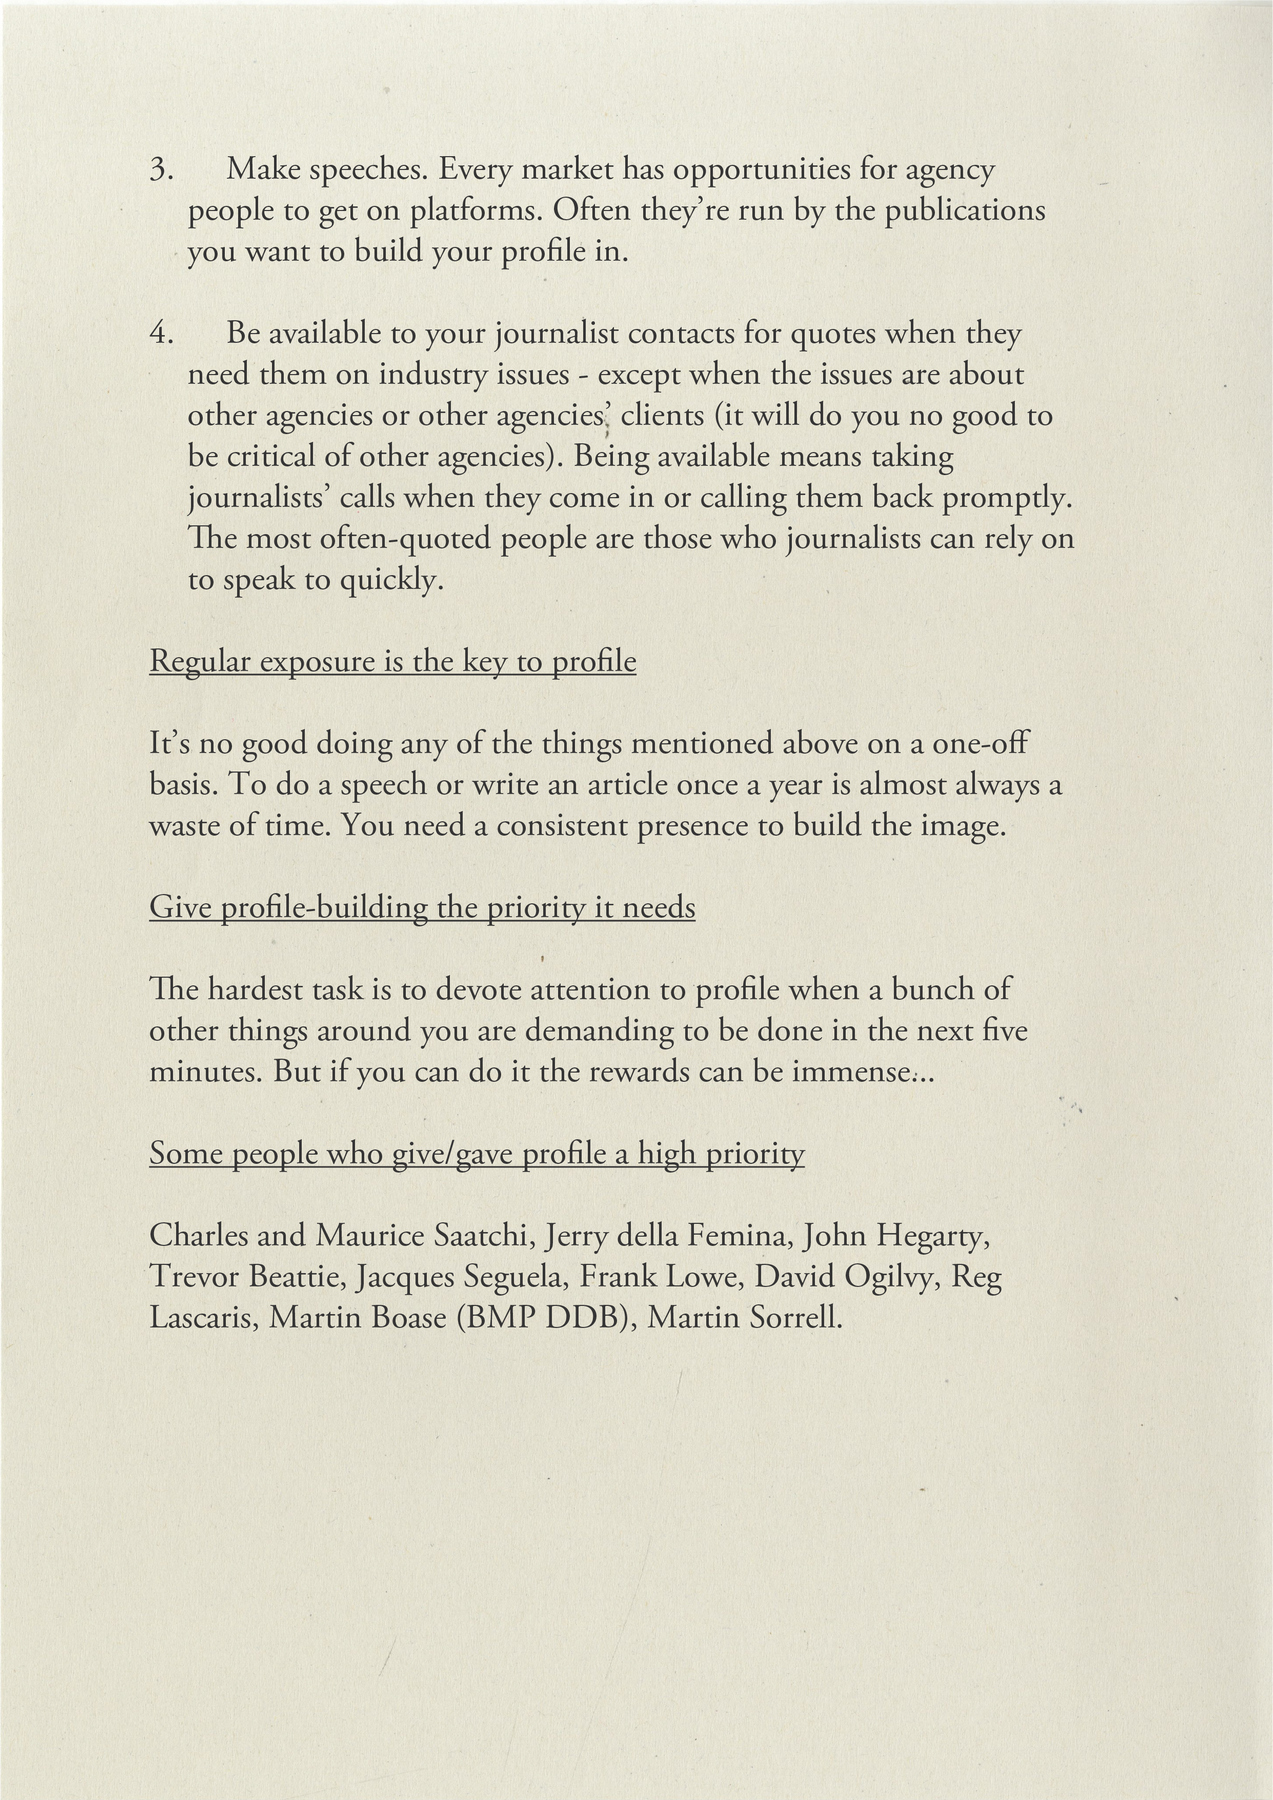 3. Make speeches. Every market has opportunities for agency
people to get on platforms. Often they’re run by the publications
you want to build your profile in.
4. Be available to your journalist contacts for quotes when they
need them on industry issues - except when the issues are about
other agencies or other agencies’ clients (it will do you no good to
be critical of other agencies). Being available means taking
journalists’ calls when they come in or calling them back promptly.
The most often-quoted people are those who journalists can rely on
to speak to quickly.
Regular exposure is the key to profile
It’s no good doing any of the things mentioned above on a one-off
basis. To do a speech or write an article once a year is almost always a
waste of time. You need a consistent presence to build the image.
Give profile-building the priority it needs
The hardest task is to devote attention to profile when a bunch of
other things around you are demanding to be done in the next five
minutes. But if you can do it the rewards can be immense...
Some people who give/gave profile a high priority
Charles and Maurice Saatchi, Jerry della Femina, John Hegarty,
Trevor Beattie, Jacques Seguela, Frank Lowe, David Ogilvy, Reg
Lascaris, Martin Boase (BMP DDB), Martin Sorrell.